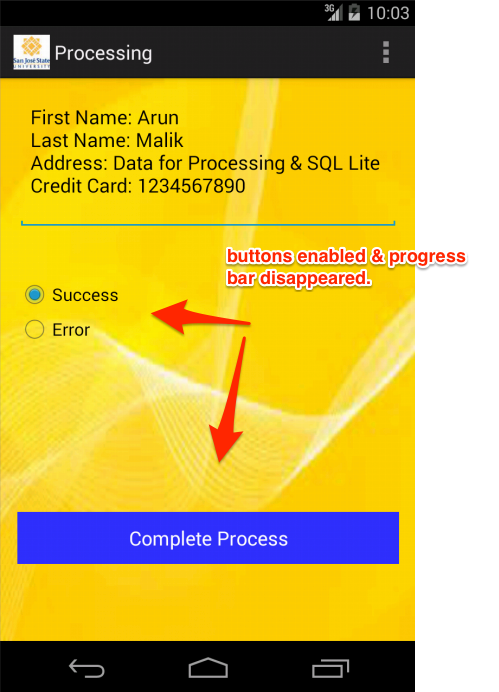 3G 10:03
San José State
UNIVERSITY
Processing
First Name: Arun
Last Name: Malik
Address: Data for Processing & SQL Lite
Credit Card: 1234567890
buttons enabled & progress
bar disappeared.
Success
Error
Complete Process